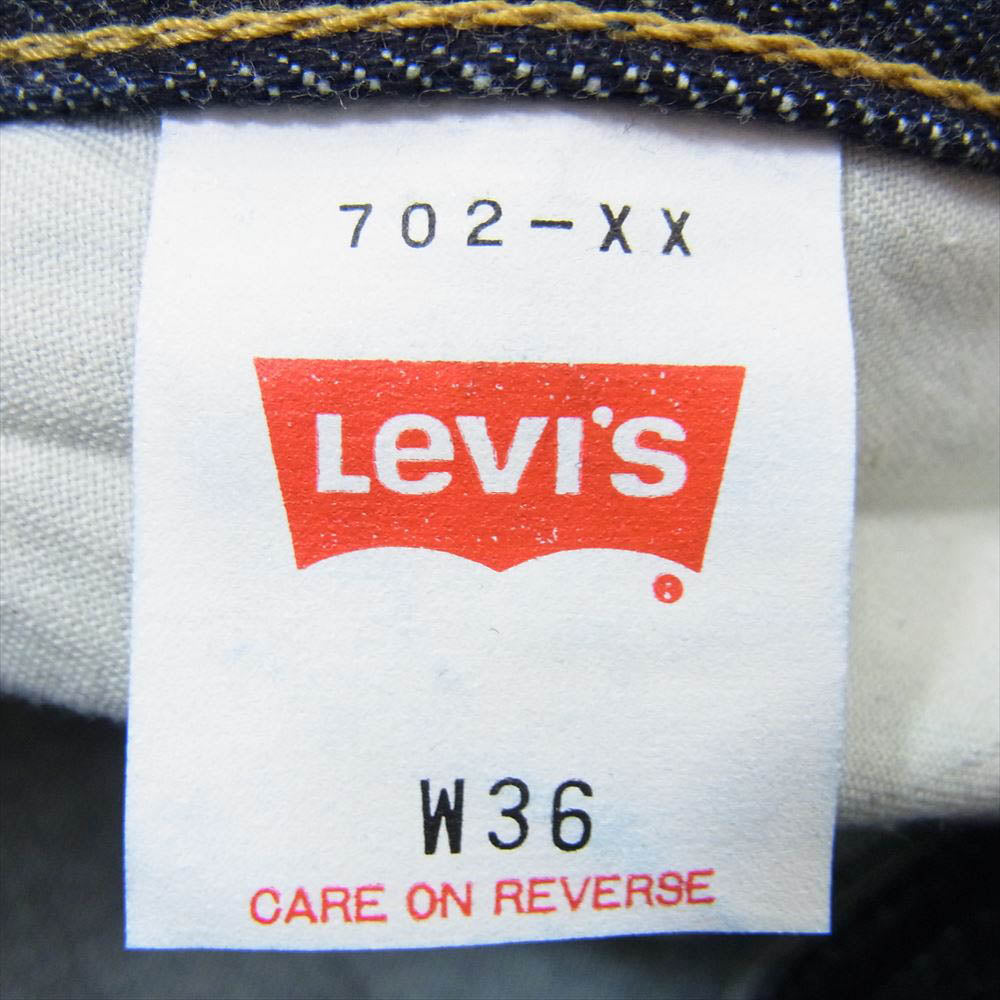 702-XX
Levi's
®
W36
CARE ON REVERSE